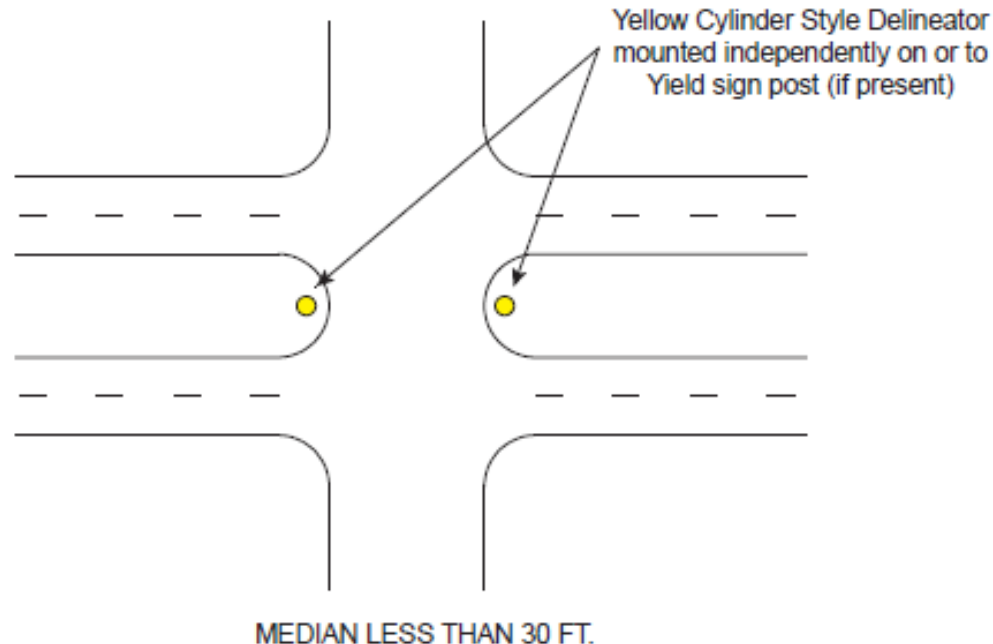 Yellow Cylinder Style Delineator
mounted independently on or to
Yield sign post (if present)
MEDIAN LESS THAN 30 FT.